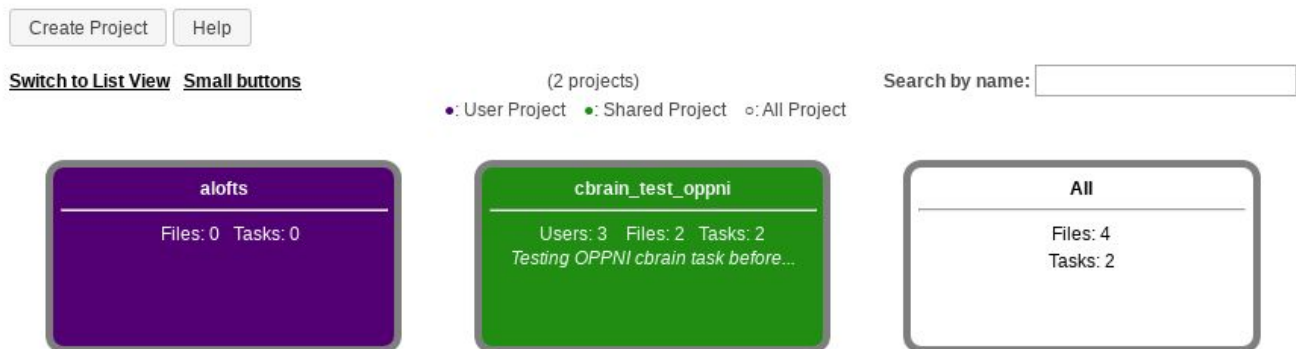 Create Project Help
Switch to List View Small buttons (2 projects) Search by name:
●: User Project ●: Shared Project ○: All Project
alofts
Files: 0 Tasks: 0
cbrain_test_oppni
Users: 3 Files: 2 Tasks: 2
Testing OPPNI cbrain task before...
All
Files: 4
Tasks: 2